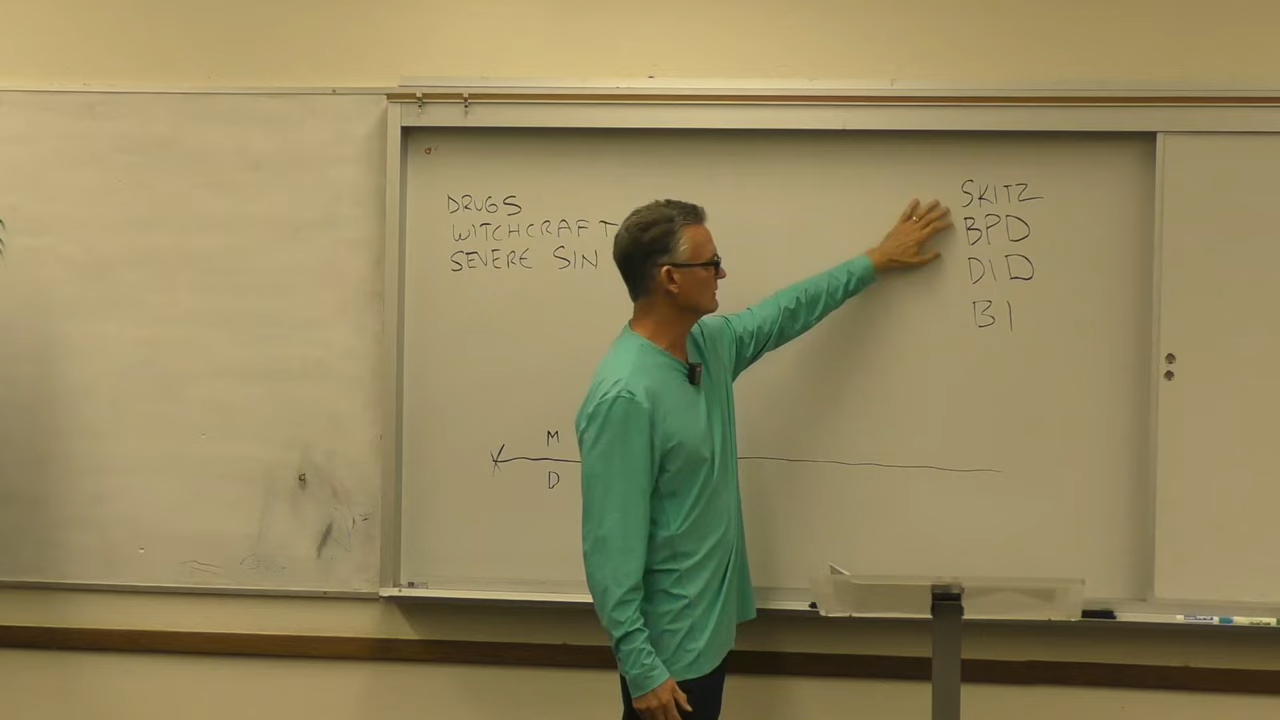 DRUGS
WITCHCRAFT
SEVERE SIN
SKITZ
BPD
DID
BI
M
D